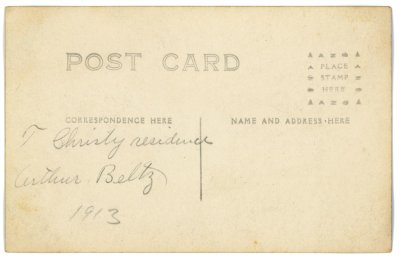 POST CARD
PLACE
STAMP
HERE
CORRESPONDENCE HERE
NAME AND ADDRESS HERE
T Christy residence
Arthur Beltz
1913